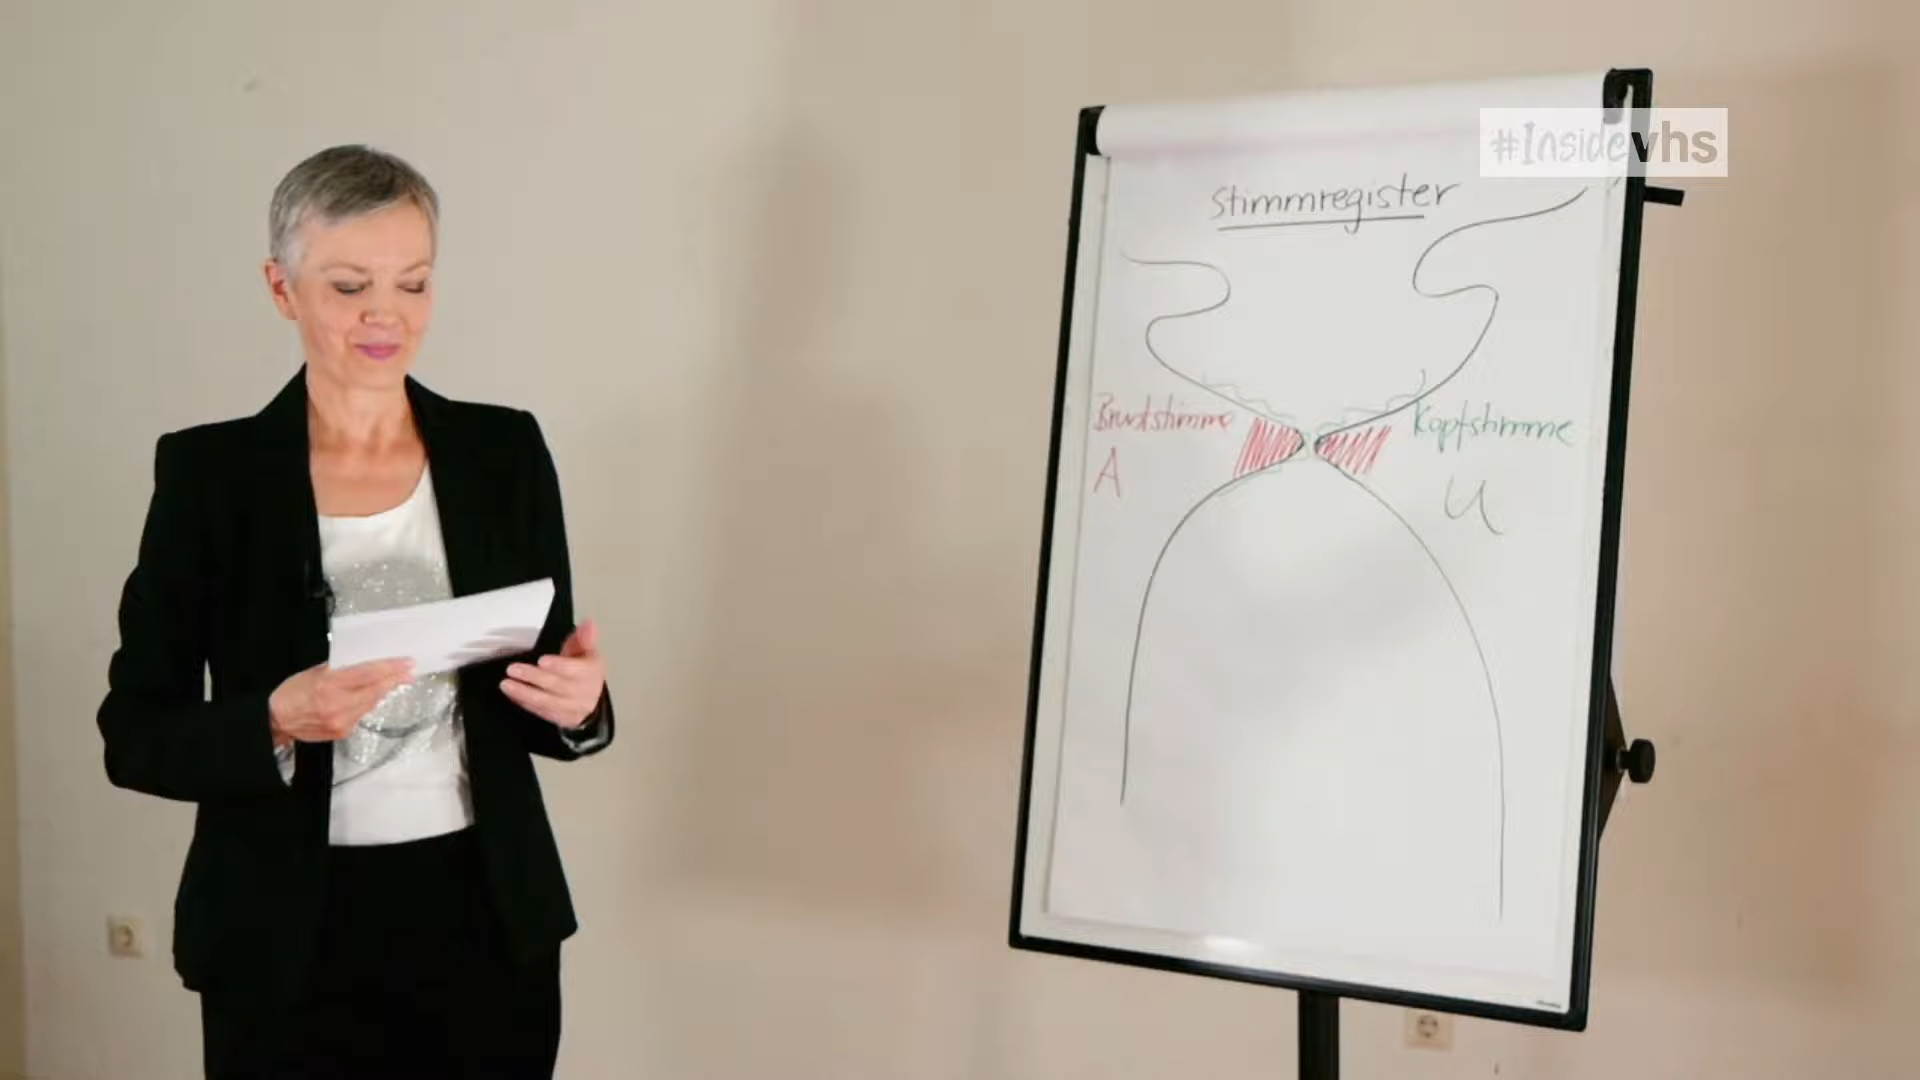 #Insidevhs
Stimmregister
Bruststimme
Kopfstimme
A
U